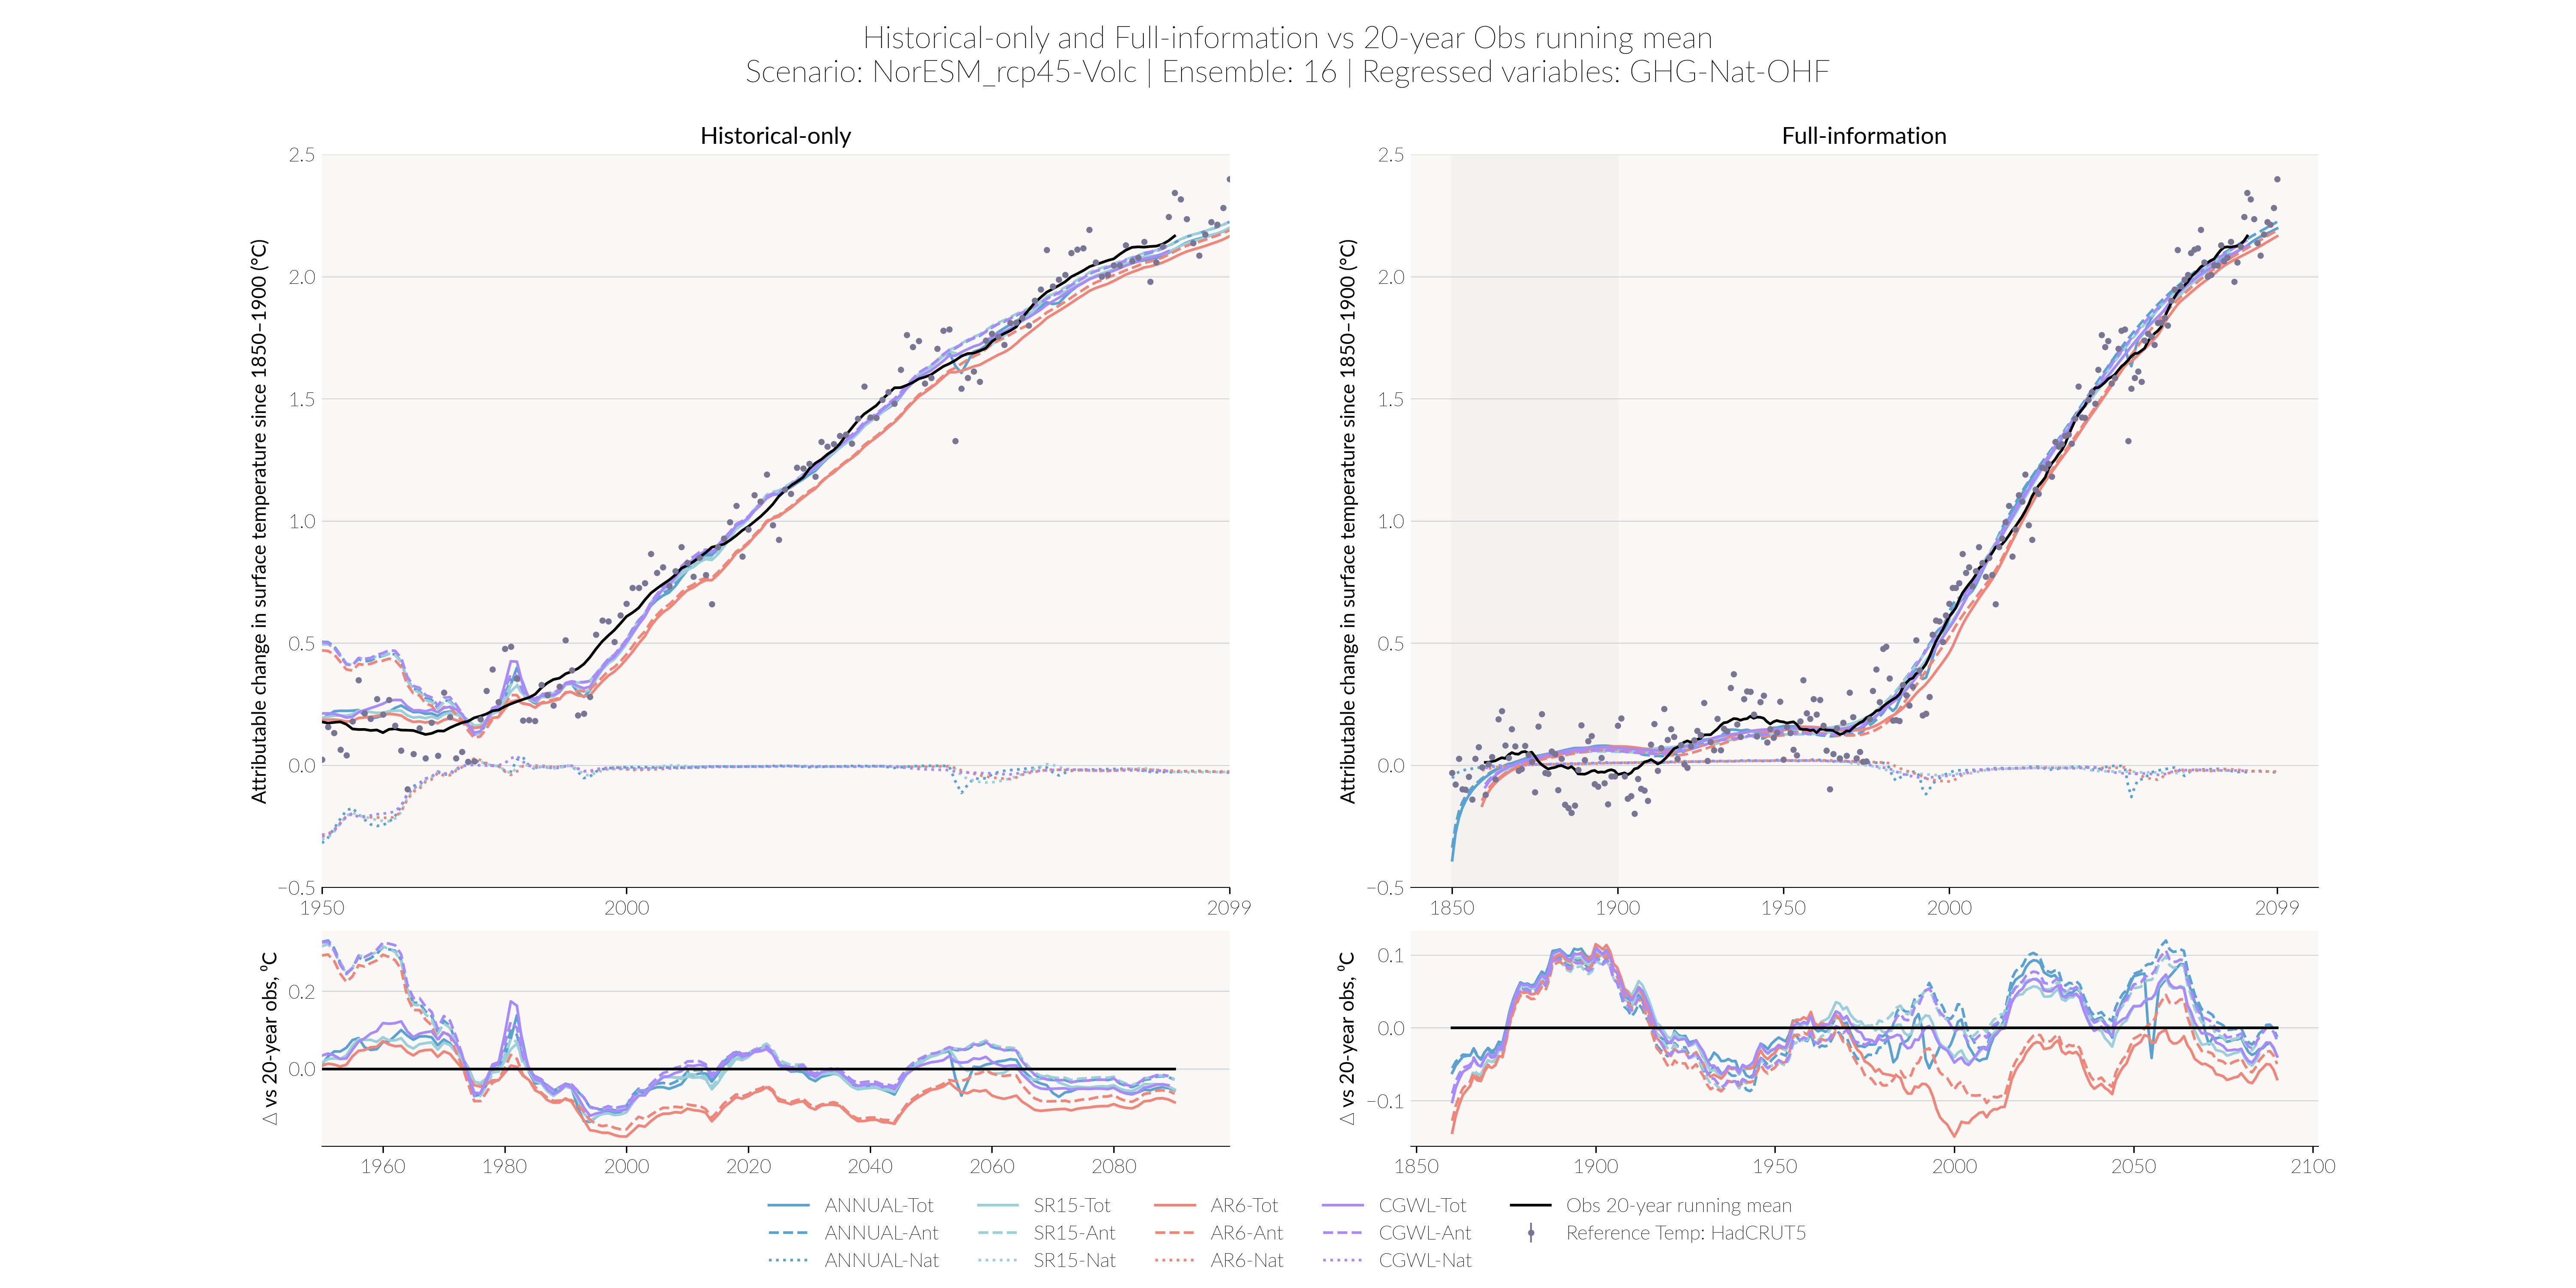 Historical-only and Full-information vs 20-year Obs running mean
Scenario: NorESM_rcp45-Volc | Ensemble: 16 | Regressed variables: GHG-Nat-OHF
Historical-only
Attributable change in surface temperature since 1850–1900 (°C)
2.5
2.0
1.5
1.0
0.5
0.0
−0.5
1950
2000
2099
Full-information
Attributable change in surface temperature since 1850–1900 (°C)
2.5
2.0
1.5
1.0
0.5
0.0
−0.5
1850
1900
1950
2000
2099
Δ vs 20-year obs, °C
0.2
0.0
1960
1980
2000
2020
2040
2060
2080
Δ vs 20-year obs, °C
0.1
0.0
−0.1
1850
1900
1950
2000
2050
2100
ANNUAL-Tot
ANNUAL-Ant
ANNUAL-Nat
SR15-Tot
SR15-Ant
SR15-Nat
AR6-Tot
AR6-Ant
AR6-Nat
CGWL-Tot
CGWL-Ant
CGWL-Nat
Obs 20-year running mean
Reference Temp: HadCRUT5